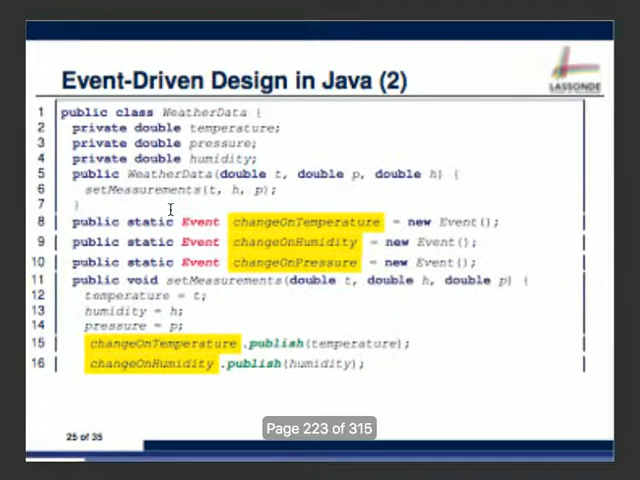 Event-Driven Design in Java (2)
LASSONDE
1 public class WeatherData {
2 private double temperature;
3 private double pressure;
4 private double humidity;
5 public WeatherData(double t, double p, double h) {
6 setMeasurements(t, h, p);
7 }
8 public static Event changeOnTemperature = new Event();
9 public static Event changeOnHumidity = new Event();
10 public static Event changeOnPressure = new Event();
11 public void setMeasurements(double t, double h, double p) {
12 temperature = t;
13 humidity = h;
14 pressure = p;
15 changeOnTemperature.publish(temperature);
16 changeOnHumidity.publish(humidity);
Page 223 of 315
25 of 35